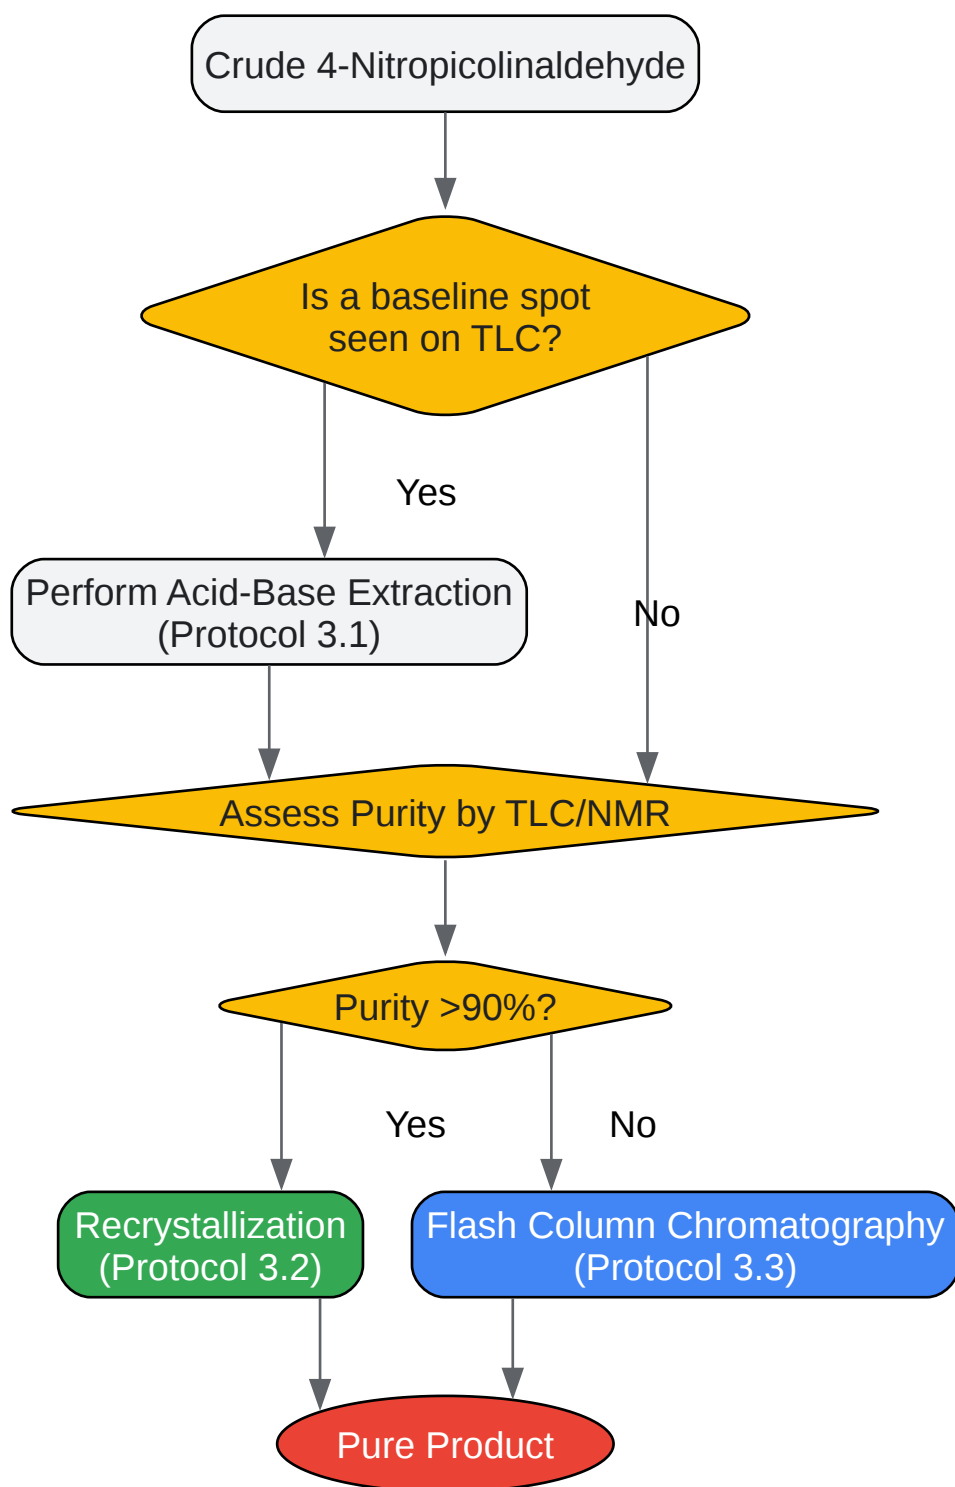 Crude 4-Nitropicolinaldehyde
Is a baseline spot
seen on TLC?
Yes
Perform Acid-Base Extraction
(Protocol 3.1)
No
Assess Purity by TLC/NMR
Purity >90%?
Yes
No
Recrystallization
(Protocol 3.2)
Flash Column Chromatography
(Protocol 3.3)
Pure Product